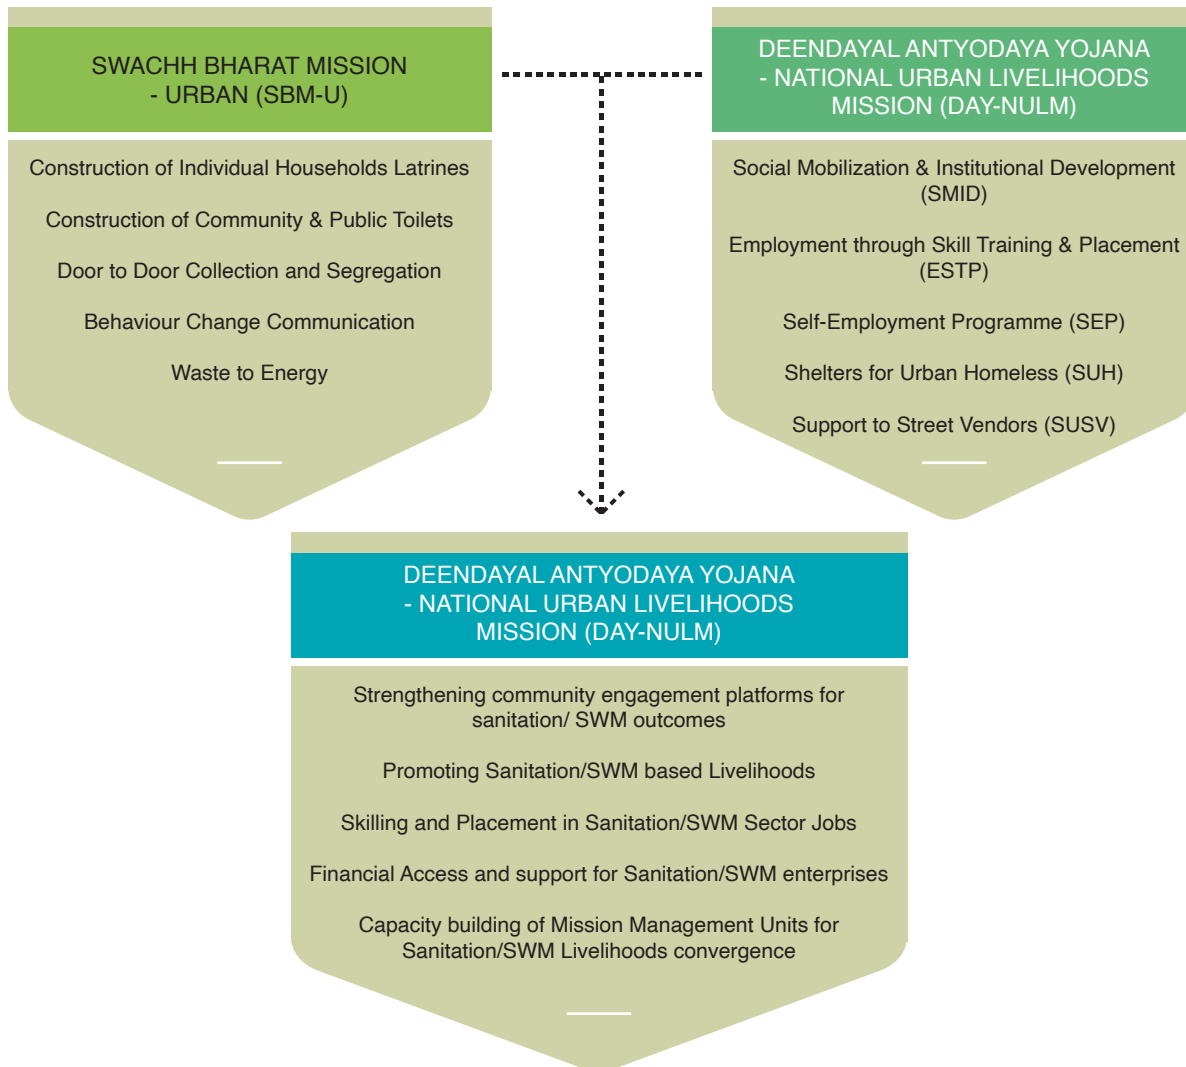 SWACHH BHARAT MISSION
- URBAN (SBM-U)
Construction of Individual Households Latrines
Construction of Community & Public Toilets
Door to Door Collection and Segregation
Behaviour Change Communication
Waste to Energy
DEENDAYAL ANTYODAYA YOJANA
- NATIONAL URBAN LIVELIHOODS
MISSION (DAY-NULM)
Social Mobilization & Institutional Development
(SMID)
Employment through Skill Training & Placement
(ESTP)
Self-Employment Programme (SEP)
Shelters for Urban Homeless (SUH)
Support to Street Vendors (SUSV)
DEENDAYAL ANTYODAYA YOJANA
- NATIONAL URBAN LIVELIHOODS
MISSION (DAY-NULM)
Strengthening community engagement platforms for
sanitation/ SWM outcomes
Promoting Sanitation/SWM based Livelihoods
Skilling and Placement in Sanitation/SWM Sector Jobs
Financial Access and support for Sanitation/SWM enterprises
Capacity building of Mission Management Units for
Sanitation/SWM Livelihoods convergence